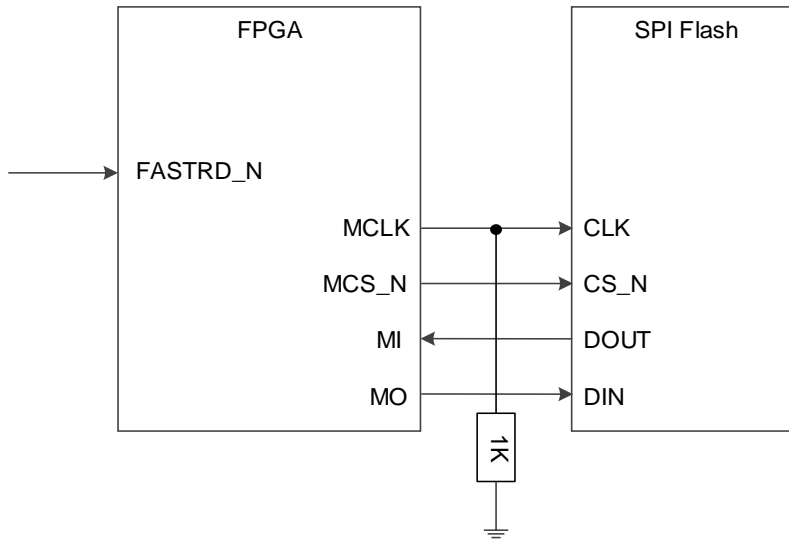 FPGA
SPI Flash
FASTRD_N
MCLK
CLK
MCS_N
CS_N
MI
DOUT
MO
DIN
1K